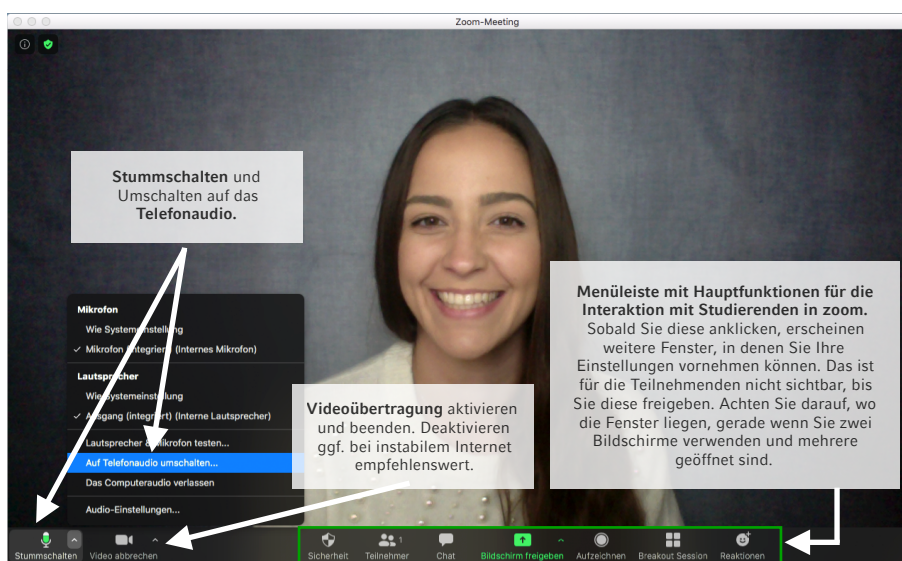 Zoom-Meeting
Stummschalten und
Umschalten auf das
Telefonaudio.
Menüleiste mit Hauptfunktionen für die
Interaktion mit Studierenden in zoom.
Sobald Sie diese anklicken, erscheinen
weitere Fenster, in denen Sie Ihre
Einstellungen vornehmen können. Das ist
für die Teilnehmenden nicht sichtbar, bis
Sie diese freigeben. Achten Sie darauf, wo
die Fenster liegen, gerade wenn Sie zwei
Bildschirme verwenden und mehrere
geöffnet sind.
Mikrofon
Wie Systemeinstellung
Mikrofon (integriert) (Internes Mikrofon)
Lautsprecher
Wie Systemeinstellung
Ausgang (integriert) (Interne Lautsprecher)
Lautsprecher & Mikrofon testen...
Auf Telefonaudio umschalten...
Das Computeraudio verlassen
Audio-Einstellungen...
Videoübertragung aktivieren
und beenden. Deaktivieren
ggf. bei instabilem Internet
empfehlenswert.
Stummschalten Video abbrechen Sicherheit Teilnehmer 1 Chat Bildschirm freigeben Aufzeichnen Breakout Session Reaktionen